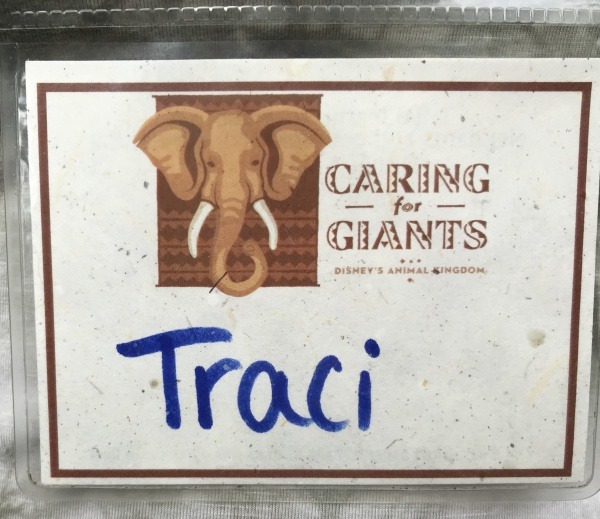 CARING
for
GIANTS
DISNEY'S ANIMAL KINGDOM
Traci